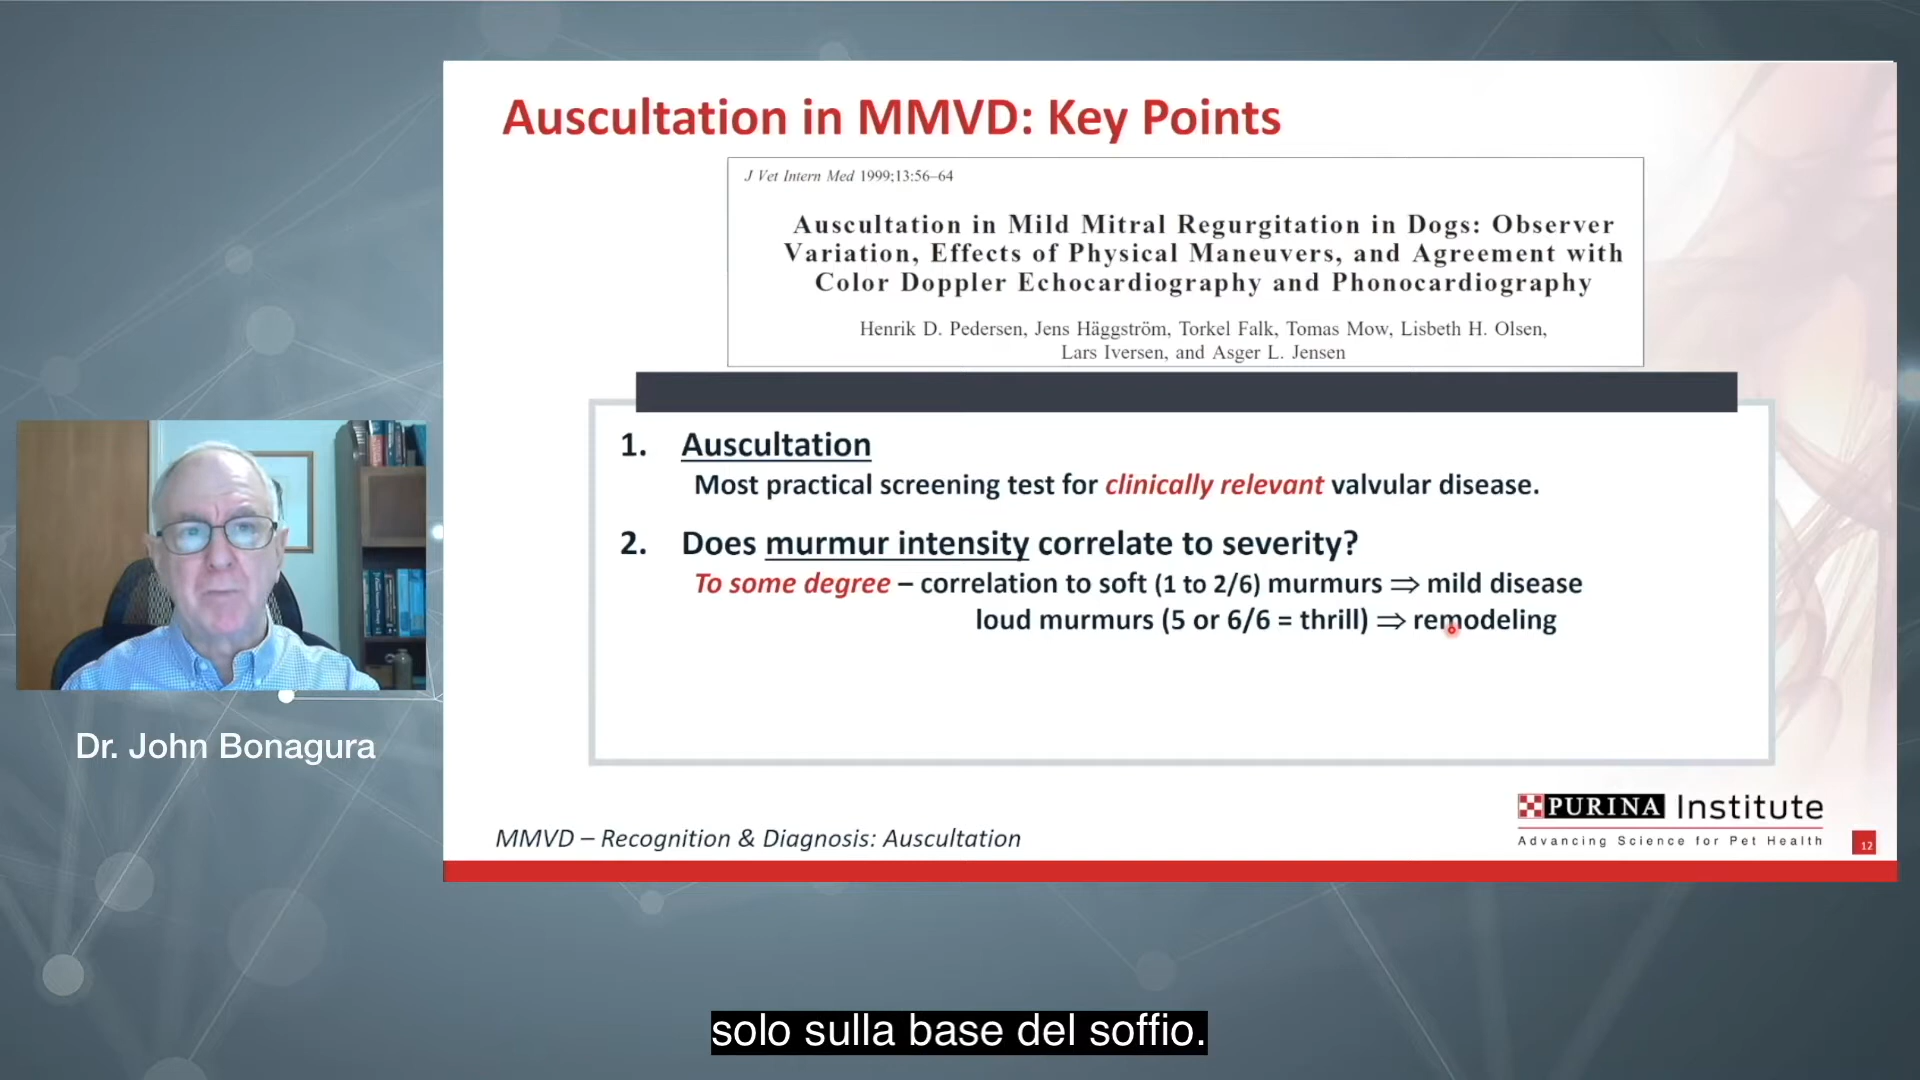 Auscultation in MMVD: Key Points
J Vet Intern Med 1999;13:56–64
Auscultation in Mild Mitral Regurgitation in Dogs: Observer
Variation, Effects of Physical Maneuvers, and Agreement with
Color Doppler Echocardiography and Phonocardiography
Henrik D. Pedersen, Jens Häggström, Torkel Falk, Tomas Mow, Lisbeth H. Olsen,
Lars Iversen, and Asger L. Jensen
1. Auscultation
Most practical screening test for clinically relevant valvular disease.
2. Does murmur intensity correlate to severity?
To some degree – correlation to soft (1 to 2/6) murmurs ⇒ mild disease
loud murmurs (5 or 6/6 = thrill) ⇒ remodeling
Dr. John Bonagura
PURINA Institute
Advancing Science for Pet Health
MMVD – Recognition & Diagnosis: Auscultation
12
solo sulla base del soffio.